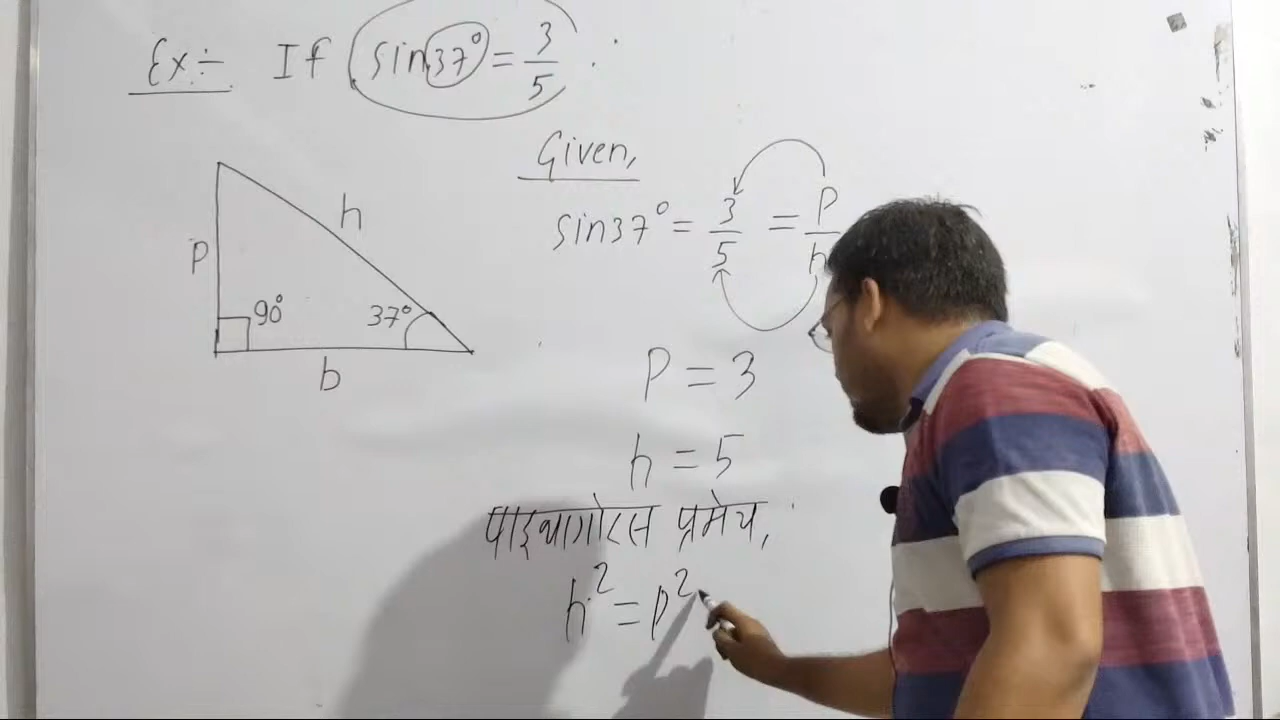 Ex÷ If sin37° = 3/5 .
Given,
sin37° = 3/5 = P/h
P
h
90°
37°
b
P = 3
h = 5
पाइथागोरस प्रमेय,
h² = p²